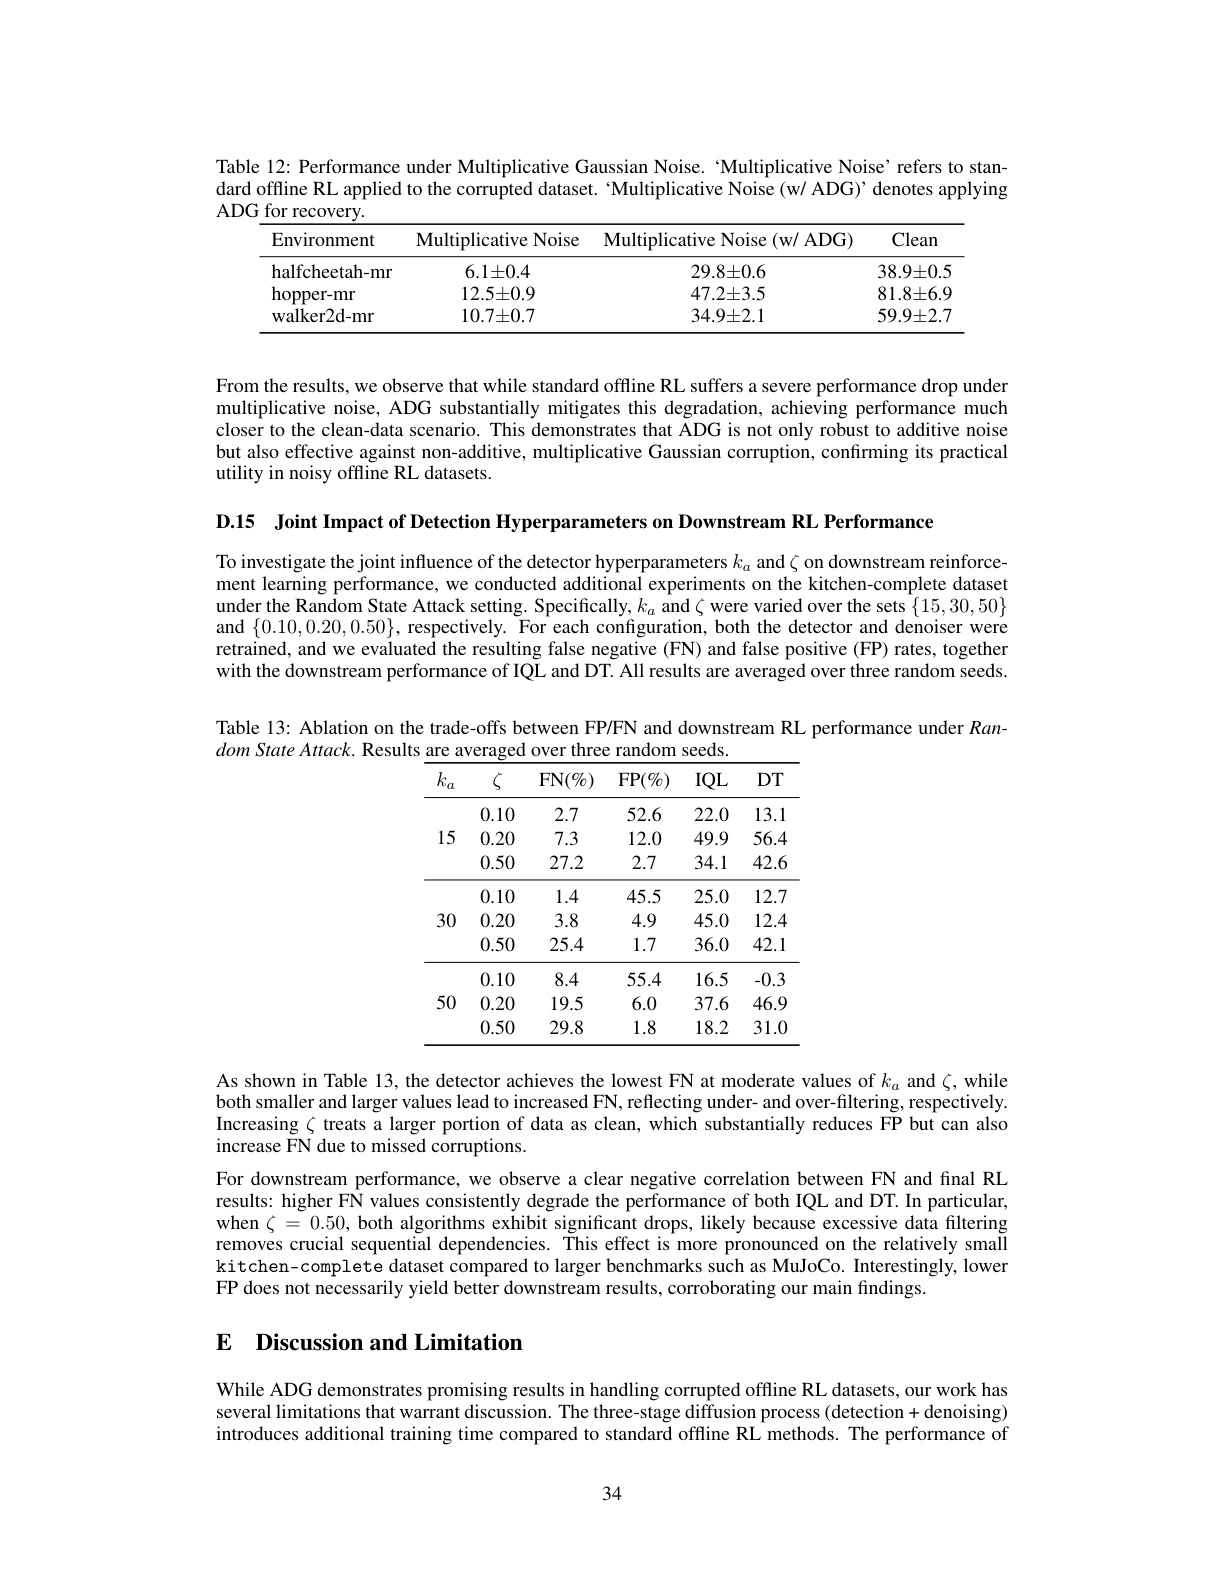 Table 12: Performance under Multiplicative Gaussian Noise. ‘Multiplicative Noise’ refers to stan-
dard offline RL applied to the corrupted dataset. ‘Multiplicative Noise (w/ ADG)’ denotes applying
ADG for recovery.
Environment Multiplicative Noise Multiplicative Noise (w/ ADG) Clean
halfcheetah-mr 6.1±0.4 29.8±0.6 38.9±0.5
hopper-mr 12.5±0.9 47.2±3.5 81.8±6.9
walker2d-mr 10.7±0.7 34.9±2.1 59.9±2.7
From the results, we observe that while standard offline RL suffers a severe performance drop under
multiplicative noise, ADG substantially mitigates this degradation, achieving performance much
closer to the clean-data scenario. This demonstrates that ADG is not only robust to additive noise
but also effective against non-additive, multiplicative Gaussian corruption, confirming its practical
utility in noisy offline RL datasets.
D.15 Joint Impact of Detection Hyperparameters on Downstream RL Performance
To investigate the joint influence of the detector hyperparameters kₐ and ζ on downstream reinforce-
ment learning performance, we conducted additional experiments on the kitchen-complete dataset
under the Random State Attack setting. Specifically, kₐ and ζ were varied over the sets {15, 30, 50}
and {0.10, 0.20, 0.50}, respectively. For each configuration, both the detector and denoiser were
retrained, and we evaluated the resulting false negative (FN) and false positive (FP) rates, together
with the downstream performance of IQL and DT. All results are averaged over three random seeds.
Table 13: Ablation on the trade-offs between FP/FN and downstream RL performance under Ran-
dom State Attack. Results are averaged over three random seeds.
kₐ ζ FN(%) FP(%) IQL DT
0.10 2.7 52.6 22.0 13.1
15 0.20 7.3 12.0 49.9 56.4
0.50 27.2 2.7 34.1 42.6
0.10 1.4 45.5 25.0 12.7
30 0.20 3.8 4.9 45.0 12.4
0.50 25.4 1.7 36.0 42.1
0.10 8.4 55.4 16.5 -0.3
50 0.20 19.5 6.0 37.6 46.9
0.50 29.8 1.8 18.2 31.0
As shown in Table 13, the detector achieves the lowest FN at moderate values of kₐ and ζ, while
both smaller and larger values lead to increased FN, reflecting under- and over-filtering, respectively.
Increasing ζ treats a larger portion of data as clean, which substantially reduces FP but can also
increase FN due to missed corruptions.
For downstream performance, we observe a clear negative correlation between FN and final RL
results: higher FN values consistently degrade the performance of both IQL and DT. In particular,
when ζ = 0.50, both algorithms exhibit significant drops, likely because excessive data filtering
removes crucial sequential dependencies. This effect is more pronounced on the relatively small
kitchen-complete dataset compared to larger benchmarks such as MuJoCo. Interestingly, lower
FP does not necessarily yield better downstream results, corroborating our main findings.
E Discussion and Limitation
While ADG demonstrates promising results in handling corrupted offline RL datasets, our work has
several limitations that warrant discussion. The three-stage diffusion process (detection + denoising)
introduces additional training time compared to standard offline RL methods. The performance of
34